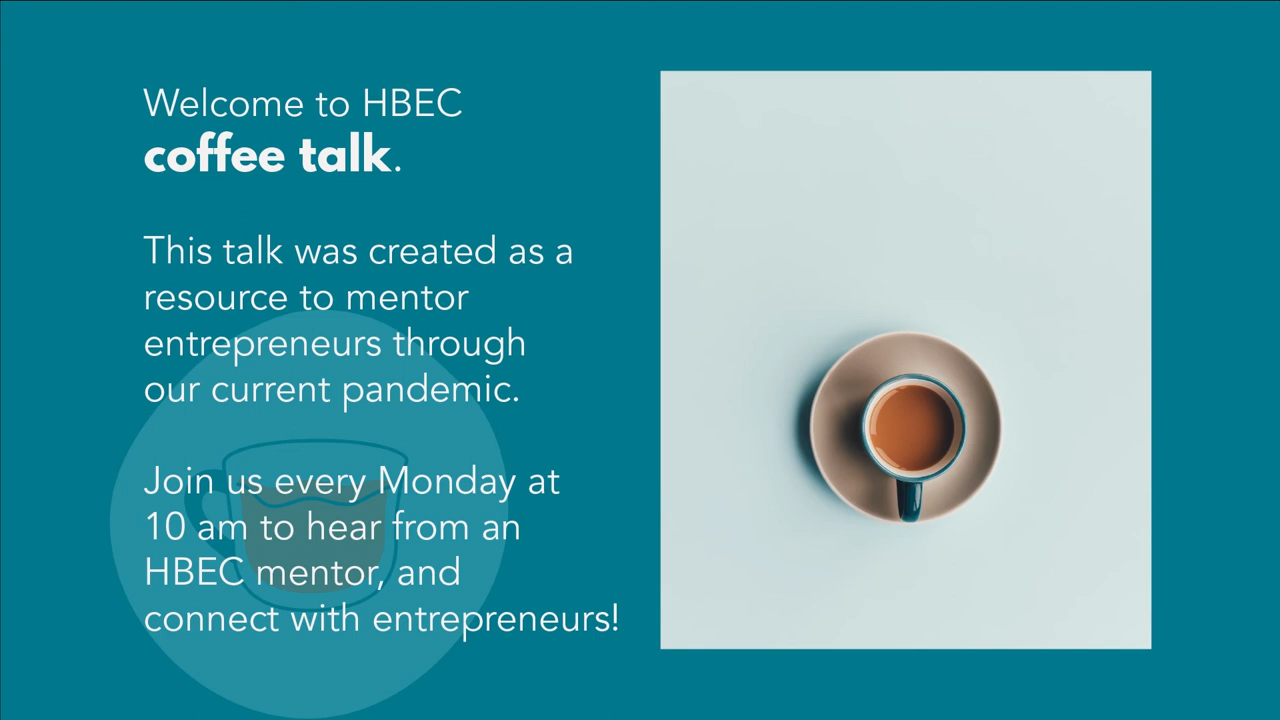 Welcome to HBEC
coffee talk.
This talk was created as a
resource to mentor
entrepreneurs through
our current pandemic.
Join us every Monday at
10 am to hear from an
HBEC mentor, and
connect with entrepreneurs!